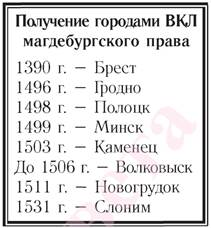 Получение городами ВКЛ
магдебургского права
1390 г. – Брест
1496 г. – Гродно
1498 г. – Полоцк
1499 г. – Минск
1503 г. – Каменец
До 1506 г. – Волковыск
1511 г. – Новогрудок
1531 г. – Слоним